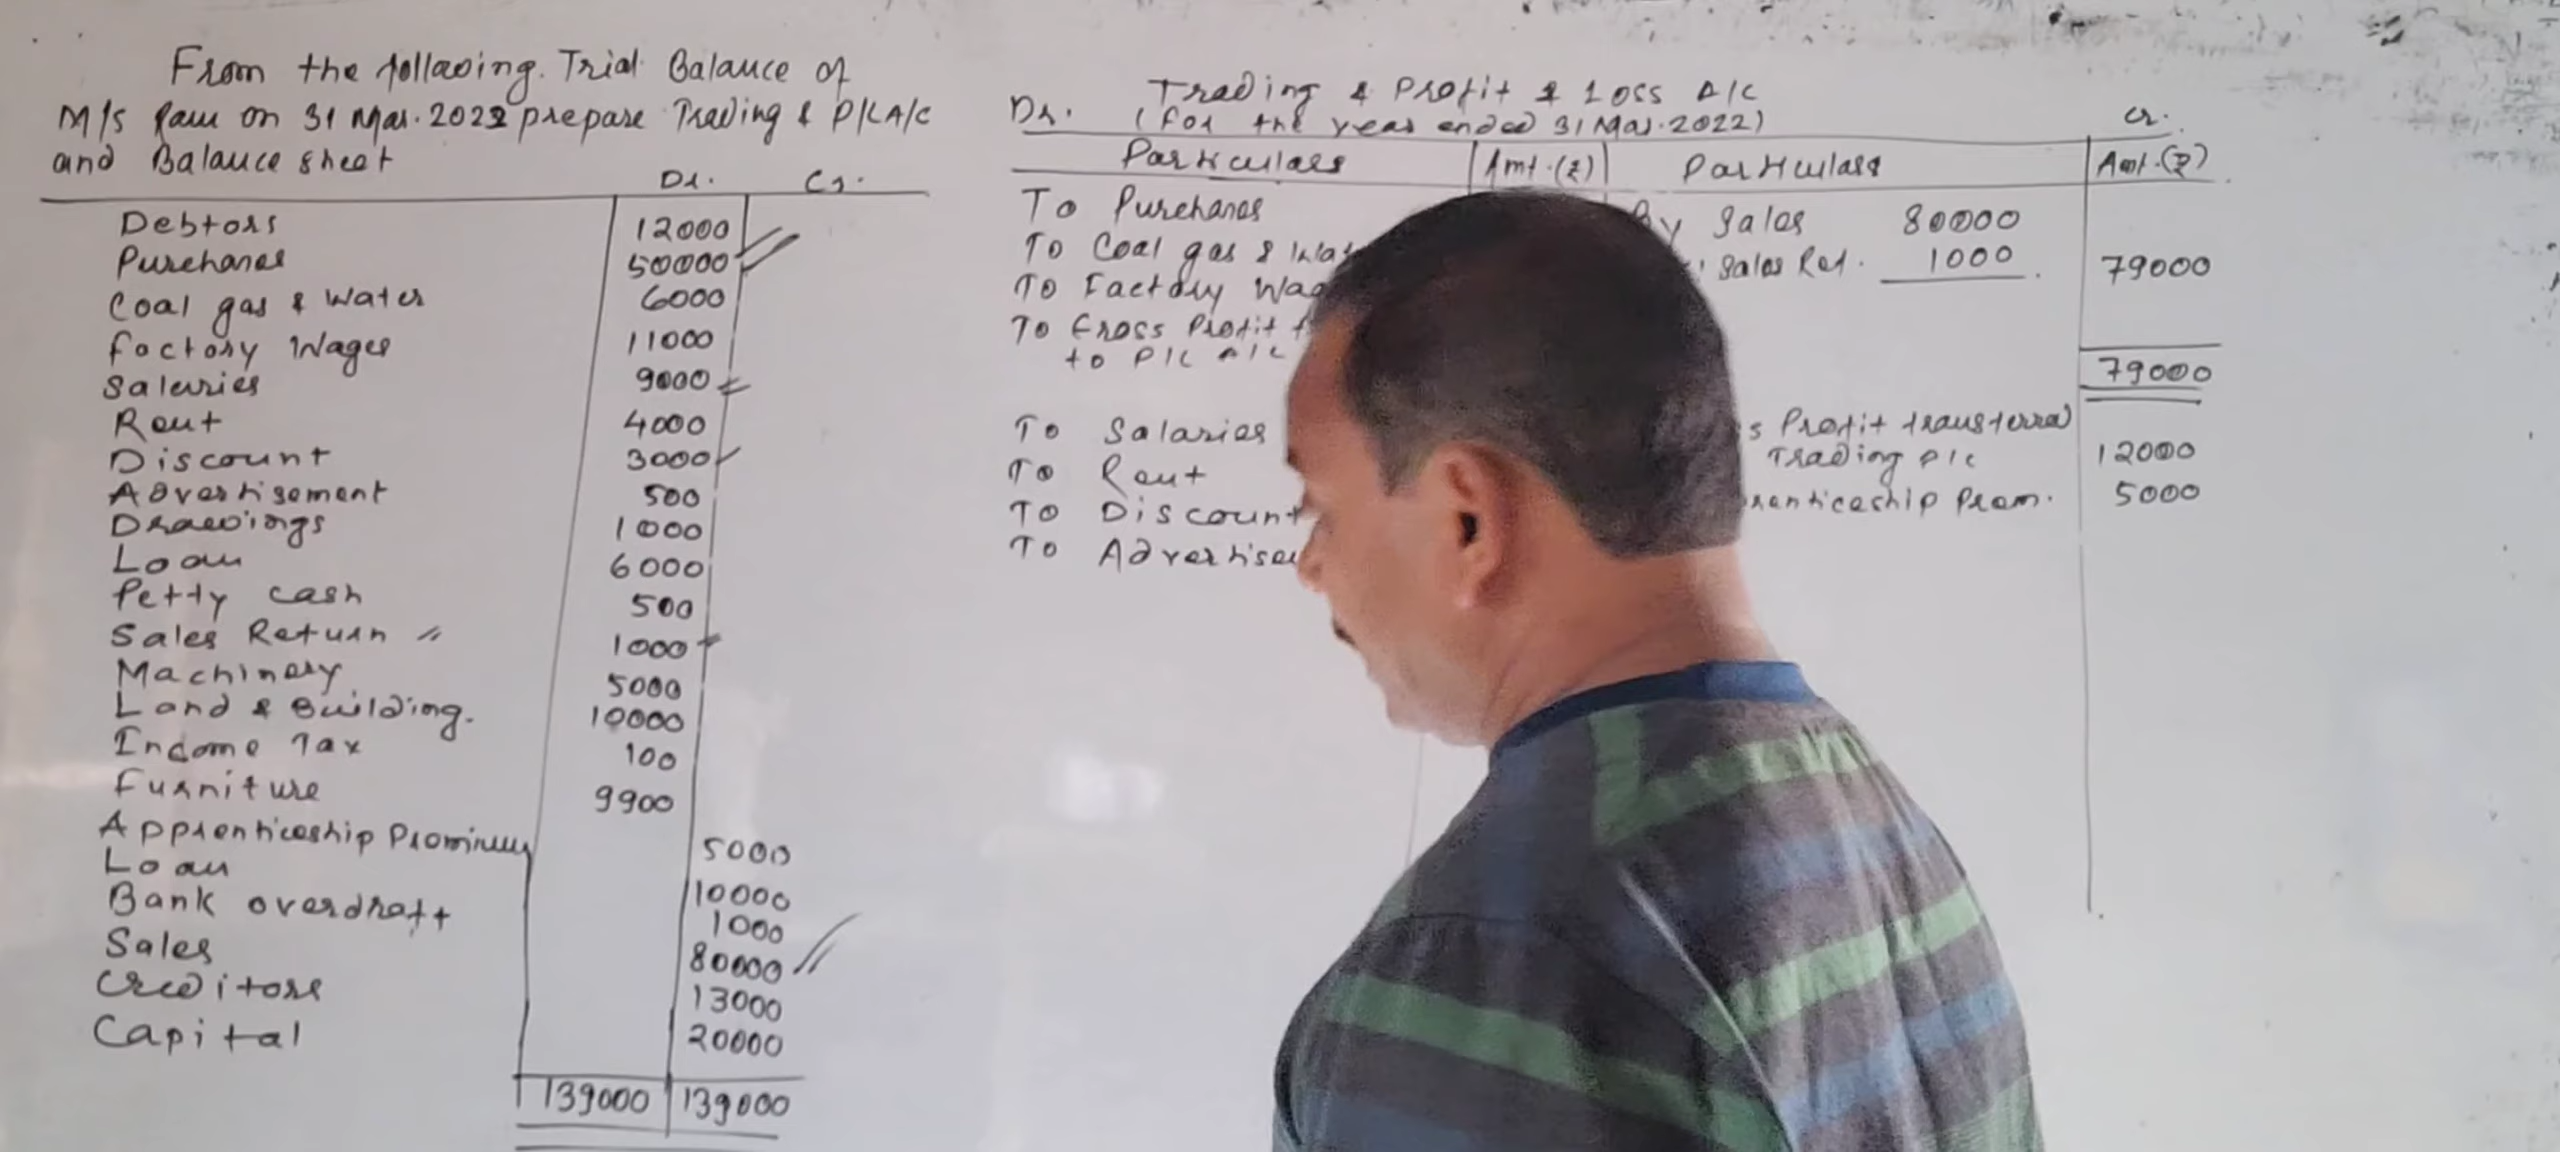 From the following Trial Balance of
M/S Ram on 31 Mar. 2022 prepare Trading & P/L A/C
and Balance sheet
Dr. Cr.
Debtors 12000
Purchases 50000
Coal gas & Water 6000
Factory Wages 11000
Salaries 9000
Rent 4000
Discount 3000
Advertisement 500
Drawings 1000
Loan 6000
Petty cash 500
Sales Return 1000
Machinery 5000
Land & Building. 10000
Income Tax 100
Furniture 9900
Apprenticeship Premium 5000
Loan 10000
Bank overdraft 1000
Sales 80000
Creditors 13000
Capital 20000
139000 139000
Trading & Profit & Loss A/C
Dr. (for the year ended 31 Mar. 2022) Cr.
Particulars Amt.(₹) Particulars Amt.(₹)
To Purchases By Sales 80000
To Coal gas & Wat Sales Ret. 1000 79000
To Factory Wag
To Gross Profit
to P/L A/C
79000
To Salaries s Profit transferred
To Rent Trading A/C 12000
To Discount renticeship Prem. 5000
To Advertise